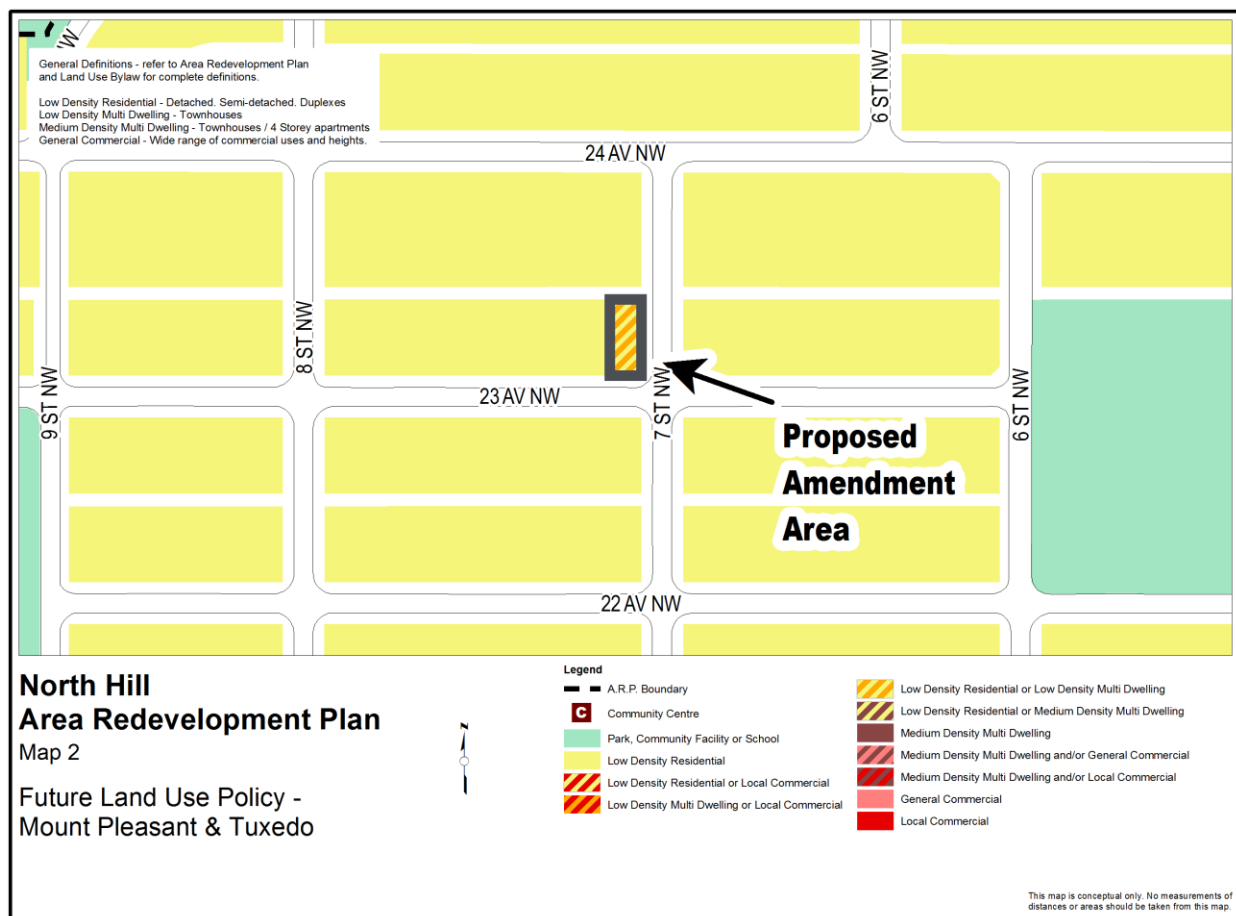 NW
General Definitions - refer to Area Redevelopment Plan
and Land Use Bylaw for complete definitions.
Low Density Residential - Detached. Semi-detached. Duplexes
Low Density Multi Dwelling - Townhouses
Medium Density Multi Dwelling - Townhouses / 4 Storey apartments
General Commercial - Wide range of commercial uses and heights.
6 ST NW
24 AV NW
8 ST NW
23 AV NW
9 ST NW
7 ST NW
6 ST NW
Proposed
Amendment
Area
22 AV NW
North Hill
Area Redevelopment Plan
Map 2
Future Land Use Policy -
Mount Pleasant & Tuxedo
N
Legend
A.R.P. Boundary
C
Community Centre
Park, Community Facility or School
Low Density Residential
Low Density Residential or Local Commercial
Low Density Multi Dwelling or Local Commercial
Low Density Residential or Low Density Multi Dwelling
Low Density Residential or Medium Density Multi Dwelling
Medium Density Multi Dwelling
Medium Density Multi Dwelling and/or General Commercial
Medium Density Multi Dwelling and/or Local Commercial
General Commercial
Local Commercial
This map is conceptual only. No measurements of
distances or areas should be taken from this map.